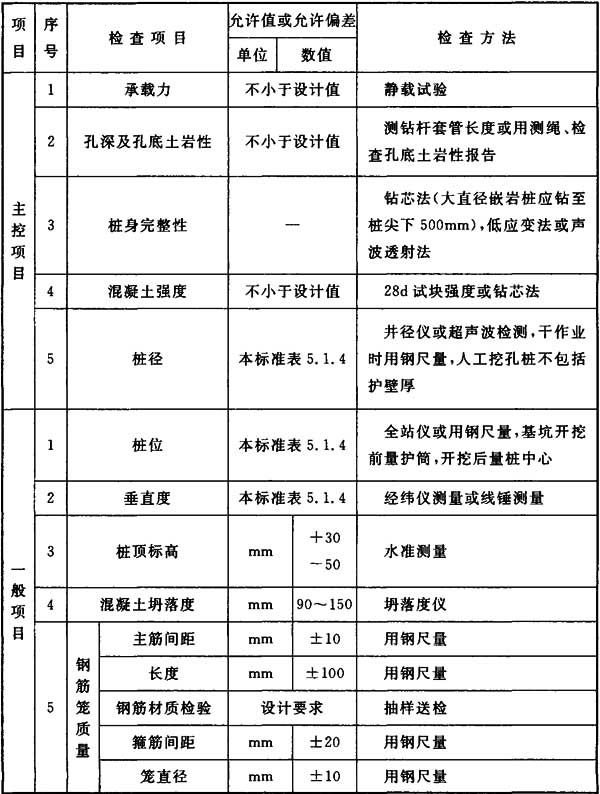 项目 序号 检查项目 允许值或允许偏差 检查方法
单位 数值
主控项目
1 承载力 不小于设计值 静载试验
2 孔深及孔底土岩性 不小于设计值 测钻杆套管长度或用测绳、检
查孔底土岩性报告
3 桩身完整性 — 钻芯法(大直径嵌岩桩应钻至
桩尖下500mm),低应变法或声
波透射法
4 混凝土强度 不小于设计值 28d试块强度或钻芯法
5 桩径 本标准表5.1.4 井径仪或超声波检测,干作业
时用钢尺量,人工挖孔桩不包括
护壁厚
一般项目
1 桩位 本标准表5.1.4 全站仪或用钢尺量,基坑开挖
前量护筒,开挖后量桩中心
2 垂直度 本标准表5.1.4 经纬仪测量或线锤测量
3 桩顶标高 mm +30
-50 水准测量
4 混凝土坍落度 mm 90~150 坍落度仪
5 钢筋笼质量
主筋间距 mm ±10 用钢尺量
长度 mm ±100 用钢尺量
钢筋材质检验 设计要求 抽样送检
箍筋间距 mm ±20 用钢尺量
笼直径 mm ±10 用钢尺量